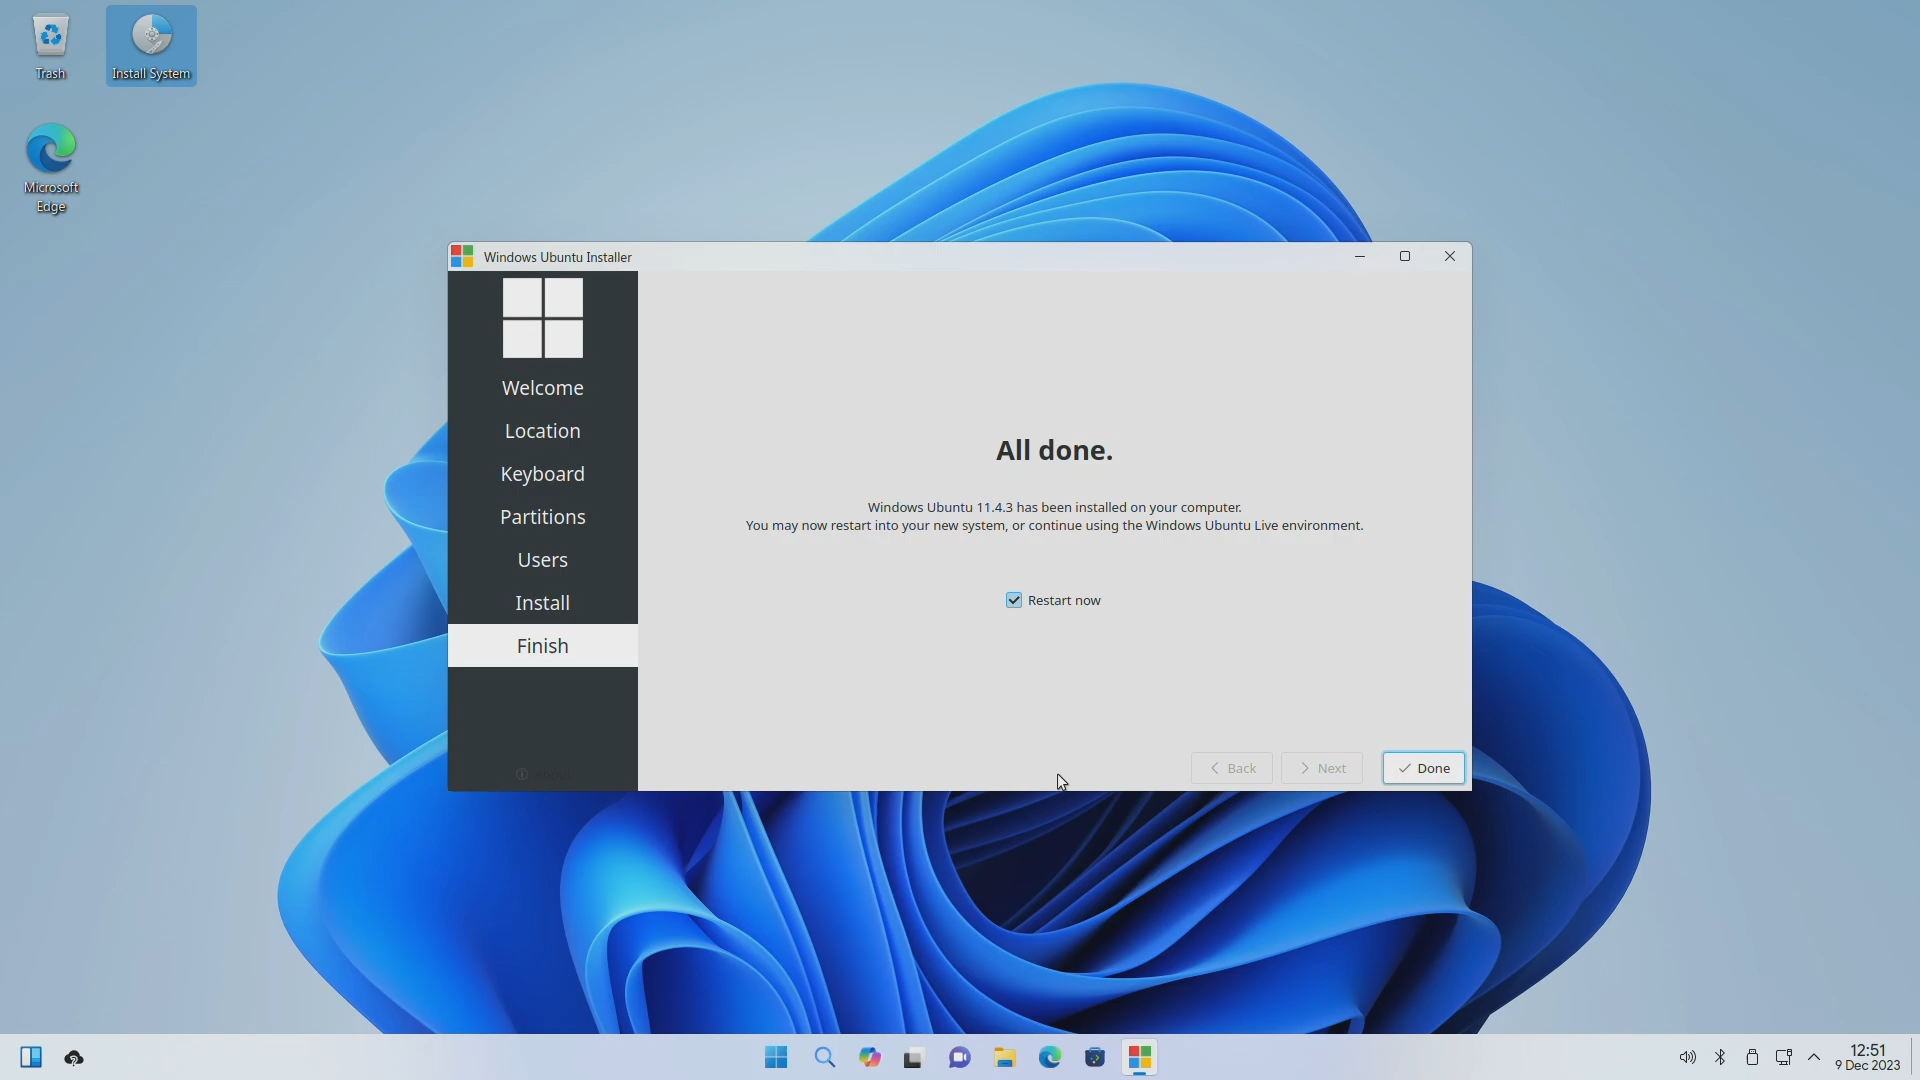 Trash
Install System
Microsoft
Edge
Windows Ubuntu Installer
Welcome
Location
Keyboard
Partitions
Users
Install
Finish
All done.
Windows Ubuntu 11.4.3 has been installed on your computer.
You may now restart into your new system, or continue using the Windows Ubuntu Live environment.
Restart now
Back
Next
Done
12:51
9 Dec 2023